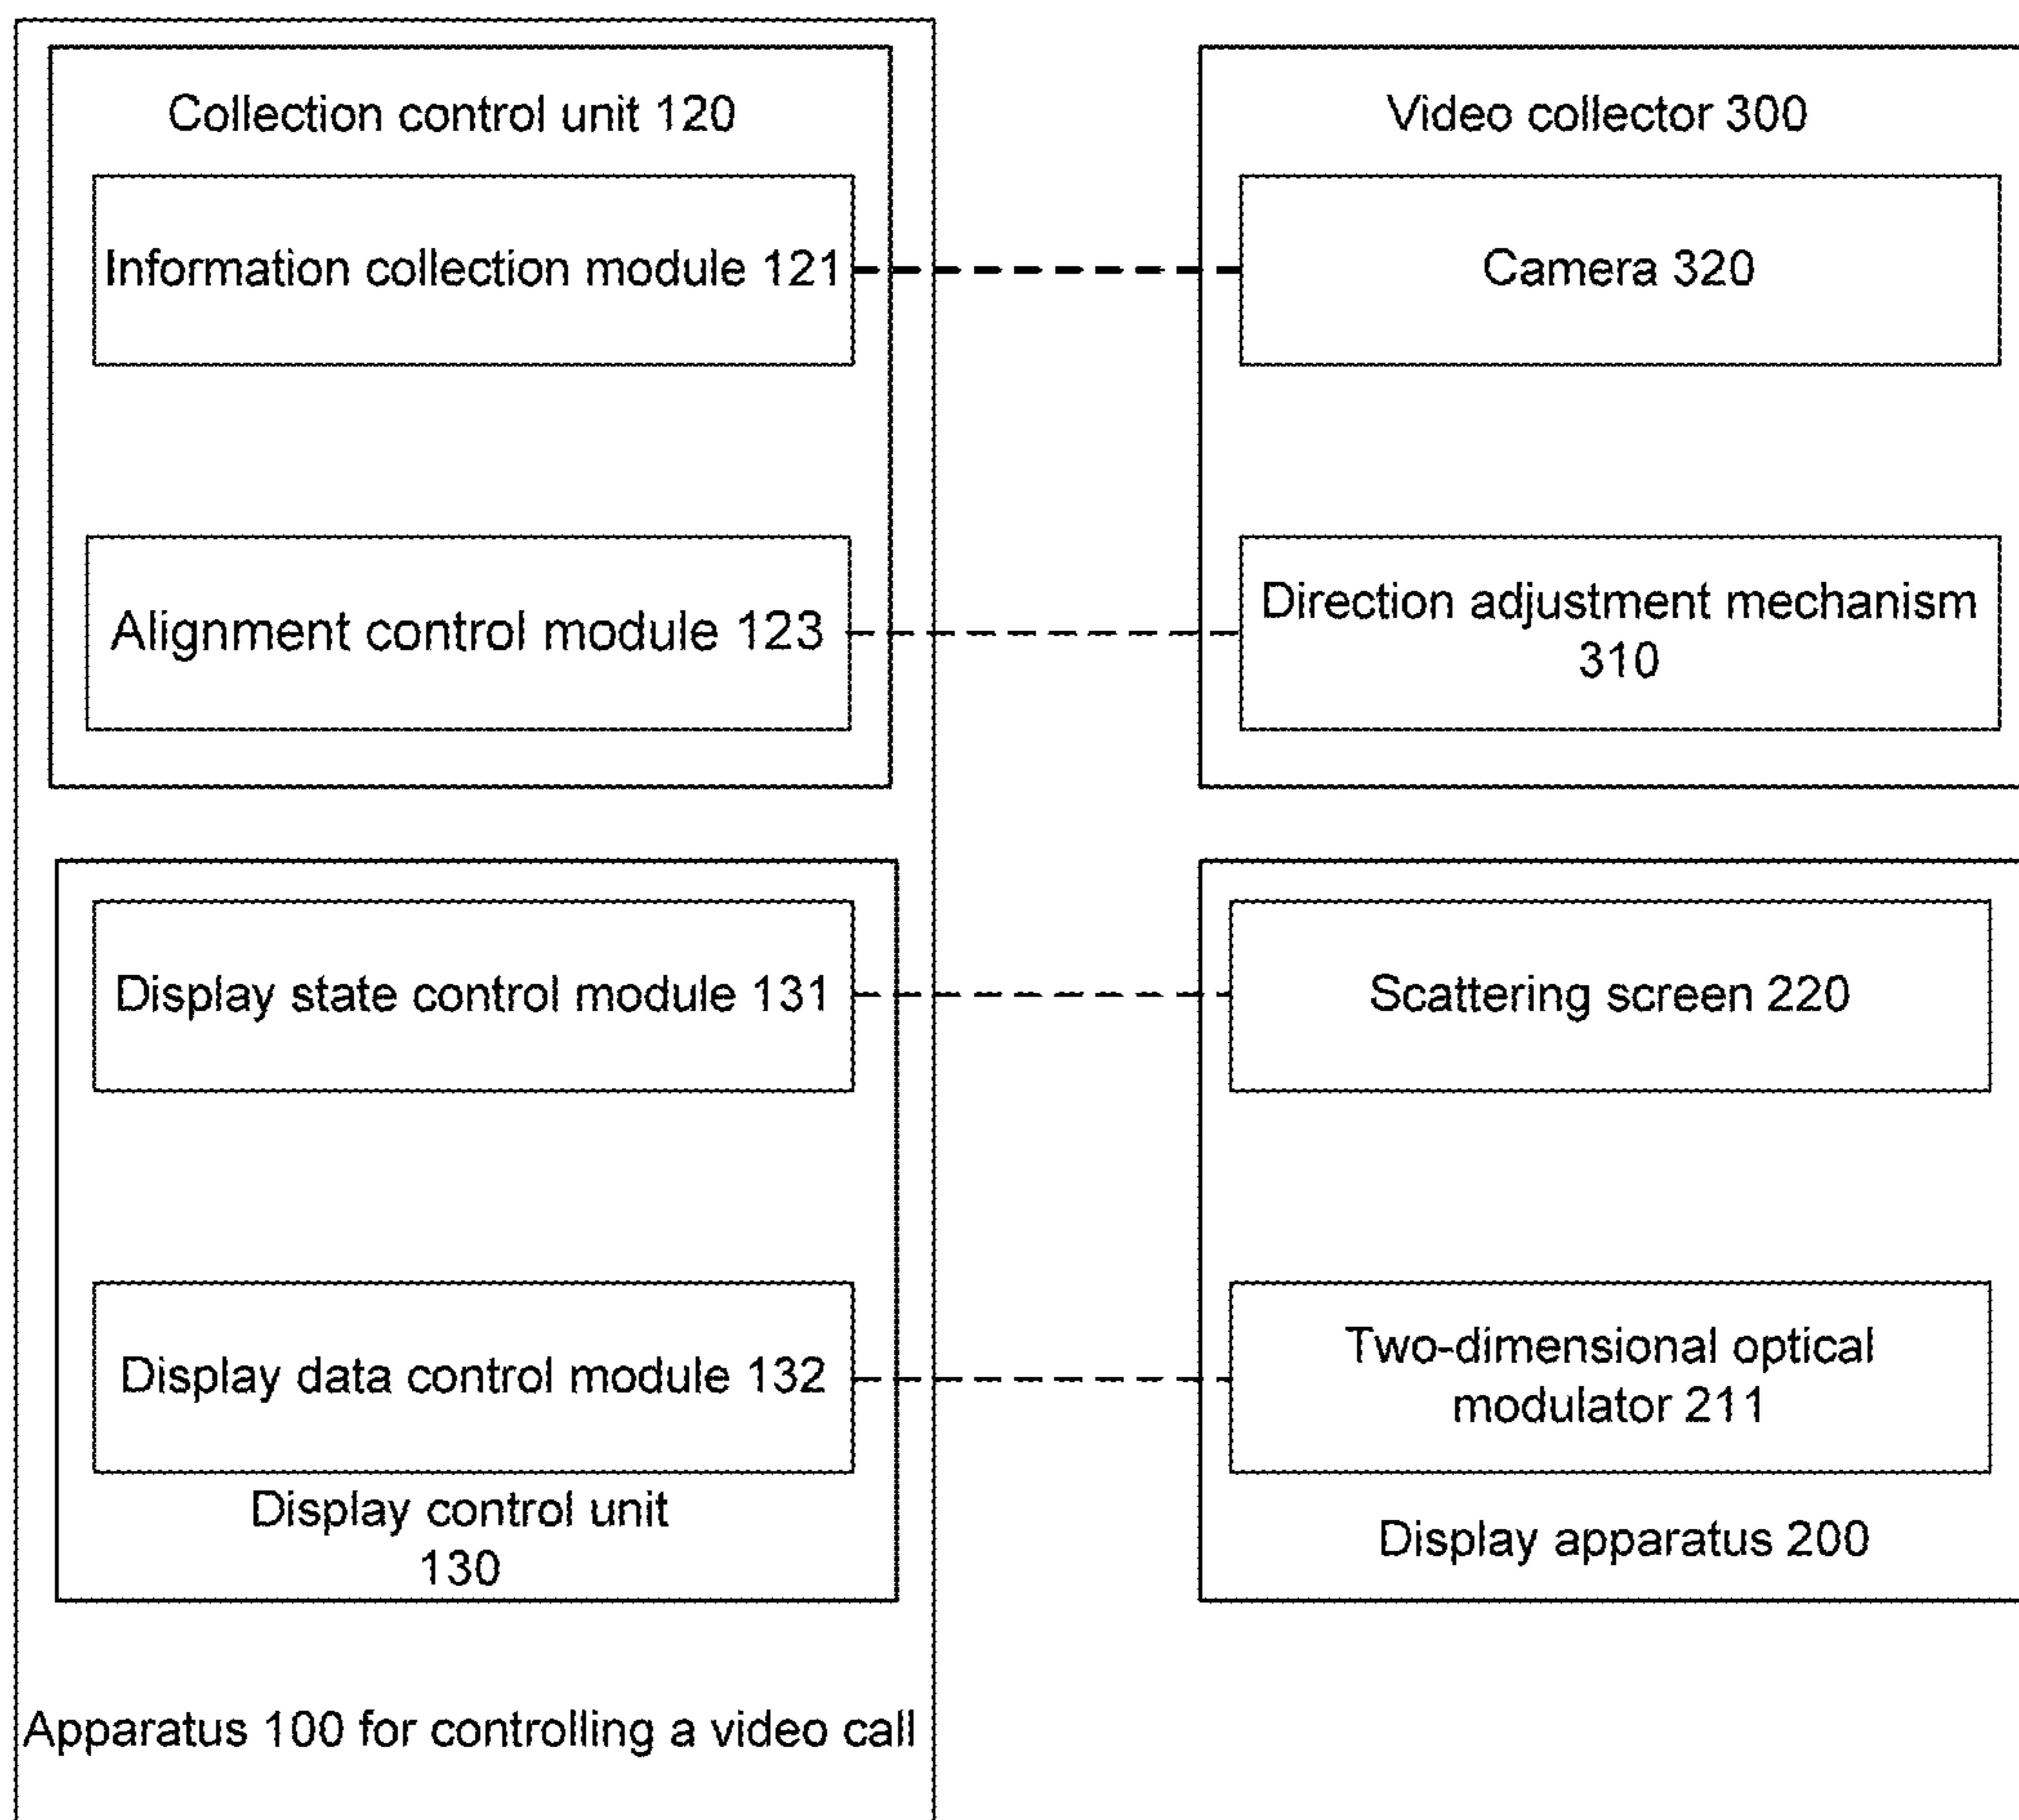 Collection control unit 120
Information collection module 121
Alignment control module 123
Display state control module 131
Display data control module 132
Display control unit
130
Apparatus 100 for controlling a video call
Video collector 300
Camera 320
Direction adjustment mechanism
310
Scattering screen 220
Two-dimensional optical
modulator 211
Display apparatus 200